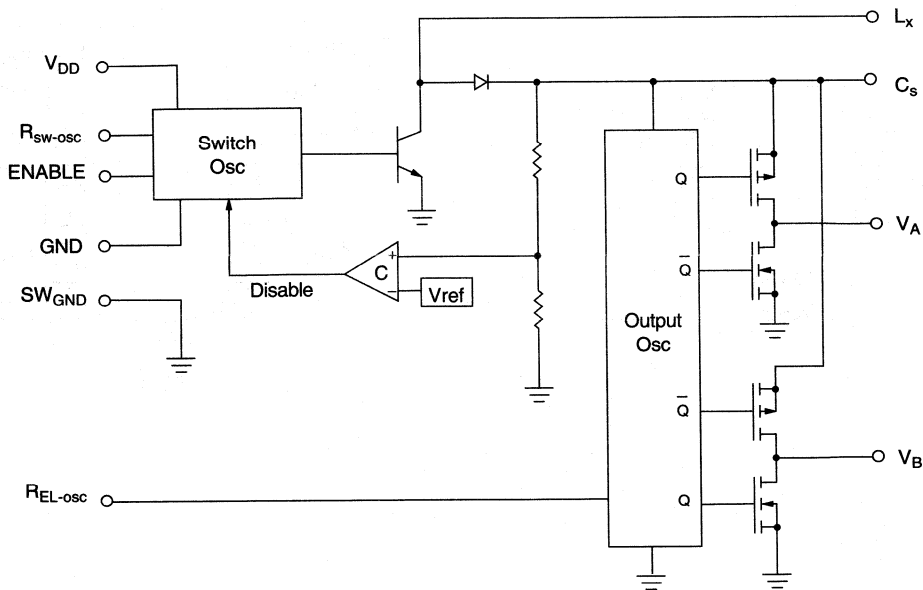 Lx
VDD
Cs
Rsw-osc
Switch
Osc
ENABLE
Q
VA
GND
+
C
Q̅
Disable
−
Vref
SWGND
Output
Osc
Q̅
VB
REL-osc
Q